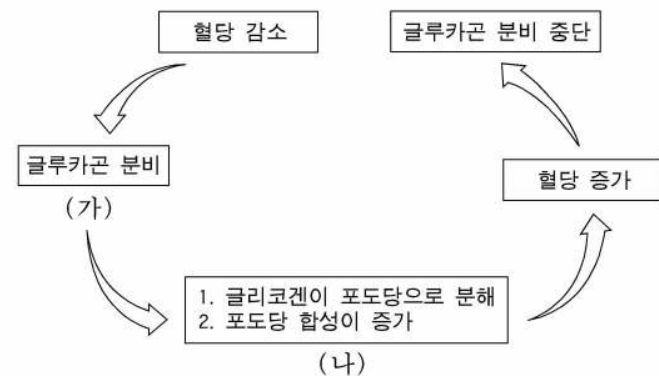 혈당 감소
글루카곤 분비 중단
글루카곤 분비
(가)
혈당 증가
1. 글리코겐이 포도당으로 분해
2. 포도당 합성이 증가
(나)